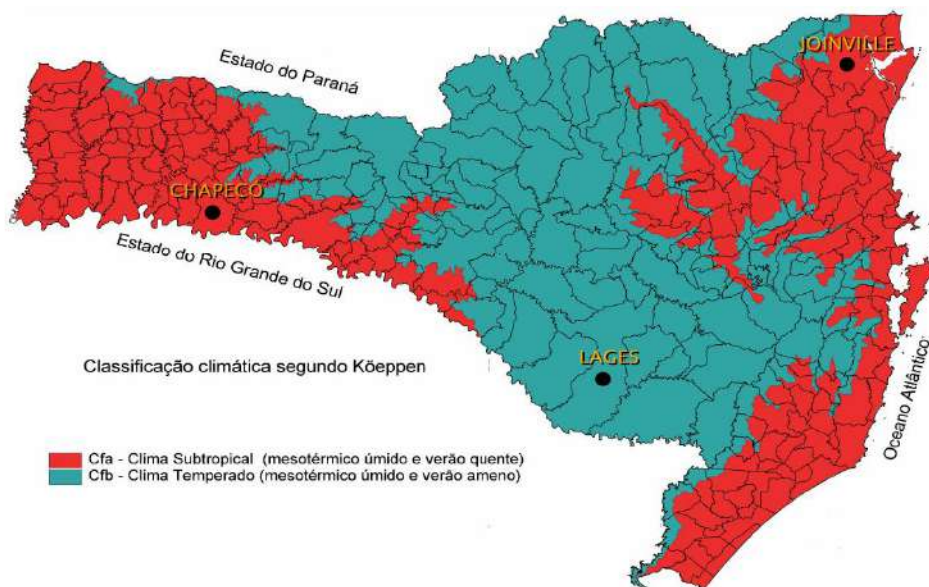 Estado do Paraná
JOINVILLE
CHAPECO
Estado do Rio Grande do Sul
LAGES
Classificação climática segundo Köeppen
Oceano Atlântico
Cfa - Clima Subtropical (mesotérmico úmido e verão quente)
Cfb - Clima Temperado (mesotérmico úmido e verão ameno)